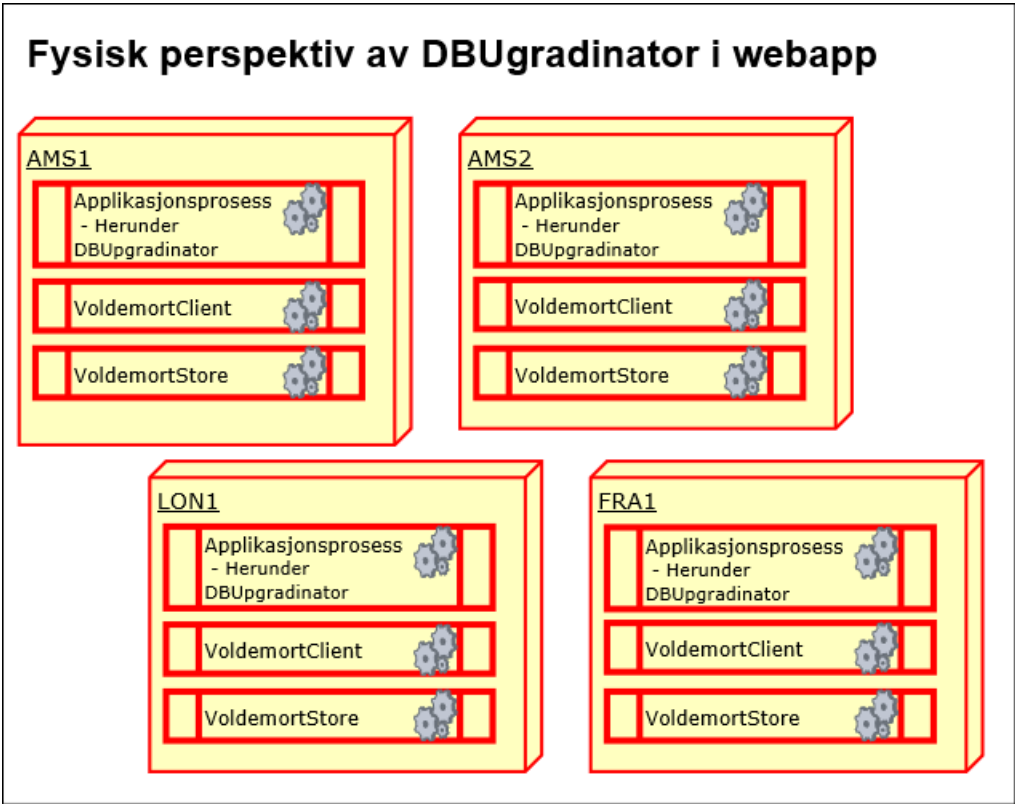 Fysisk perspektiv av DBUgradinator i webapp
AMS1
Applikasjonsprosess
- Herunder
DBUpgradinator
VoldemortClient
VoldemortStore
AMS2
Applikasjonsprosess
- Herunder
DBUpgradinator
VoldemortClient
VoldemortStore
LON1
Applikasjonsprosess
- Herunder
DBUpgradinator
VoldemortClient
VoldemortStore
FRA1
Applikasjonsprosess
- Herunder
DBUpgradinator
VoldemortClient
VoldemortStore